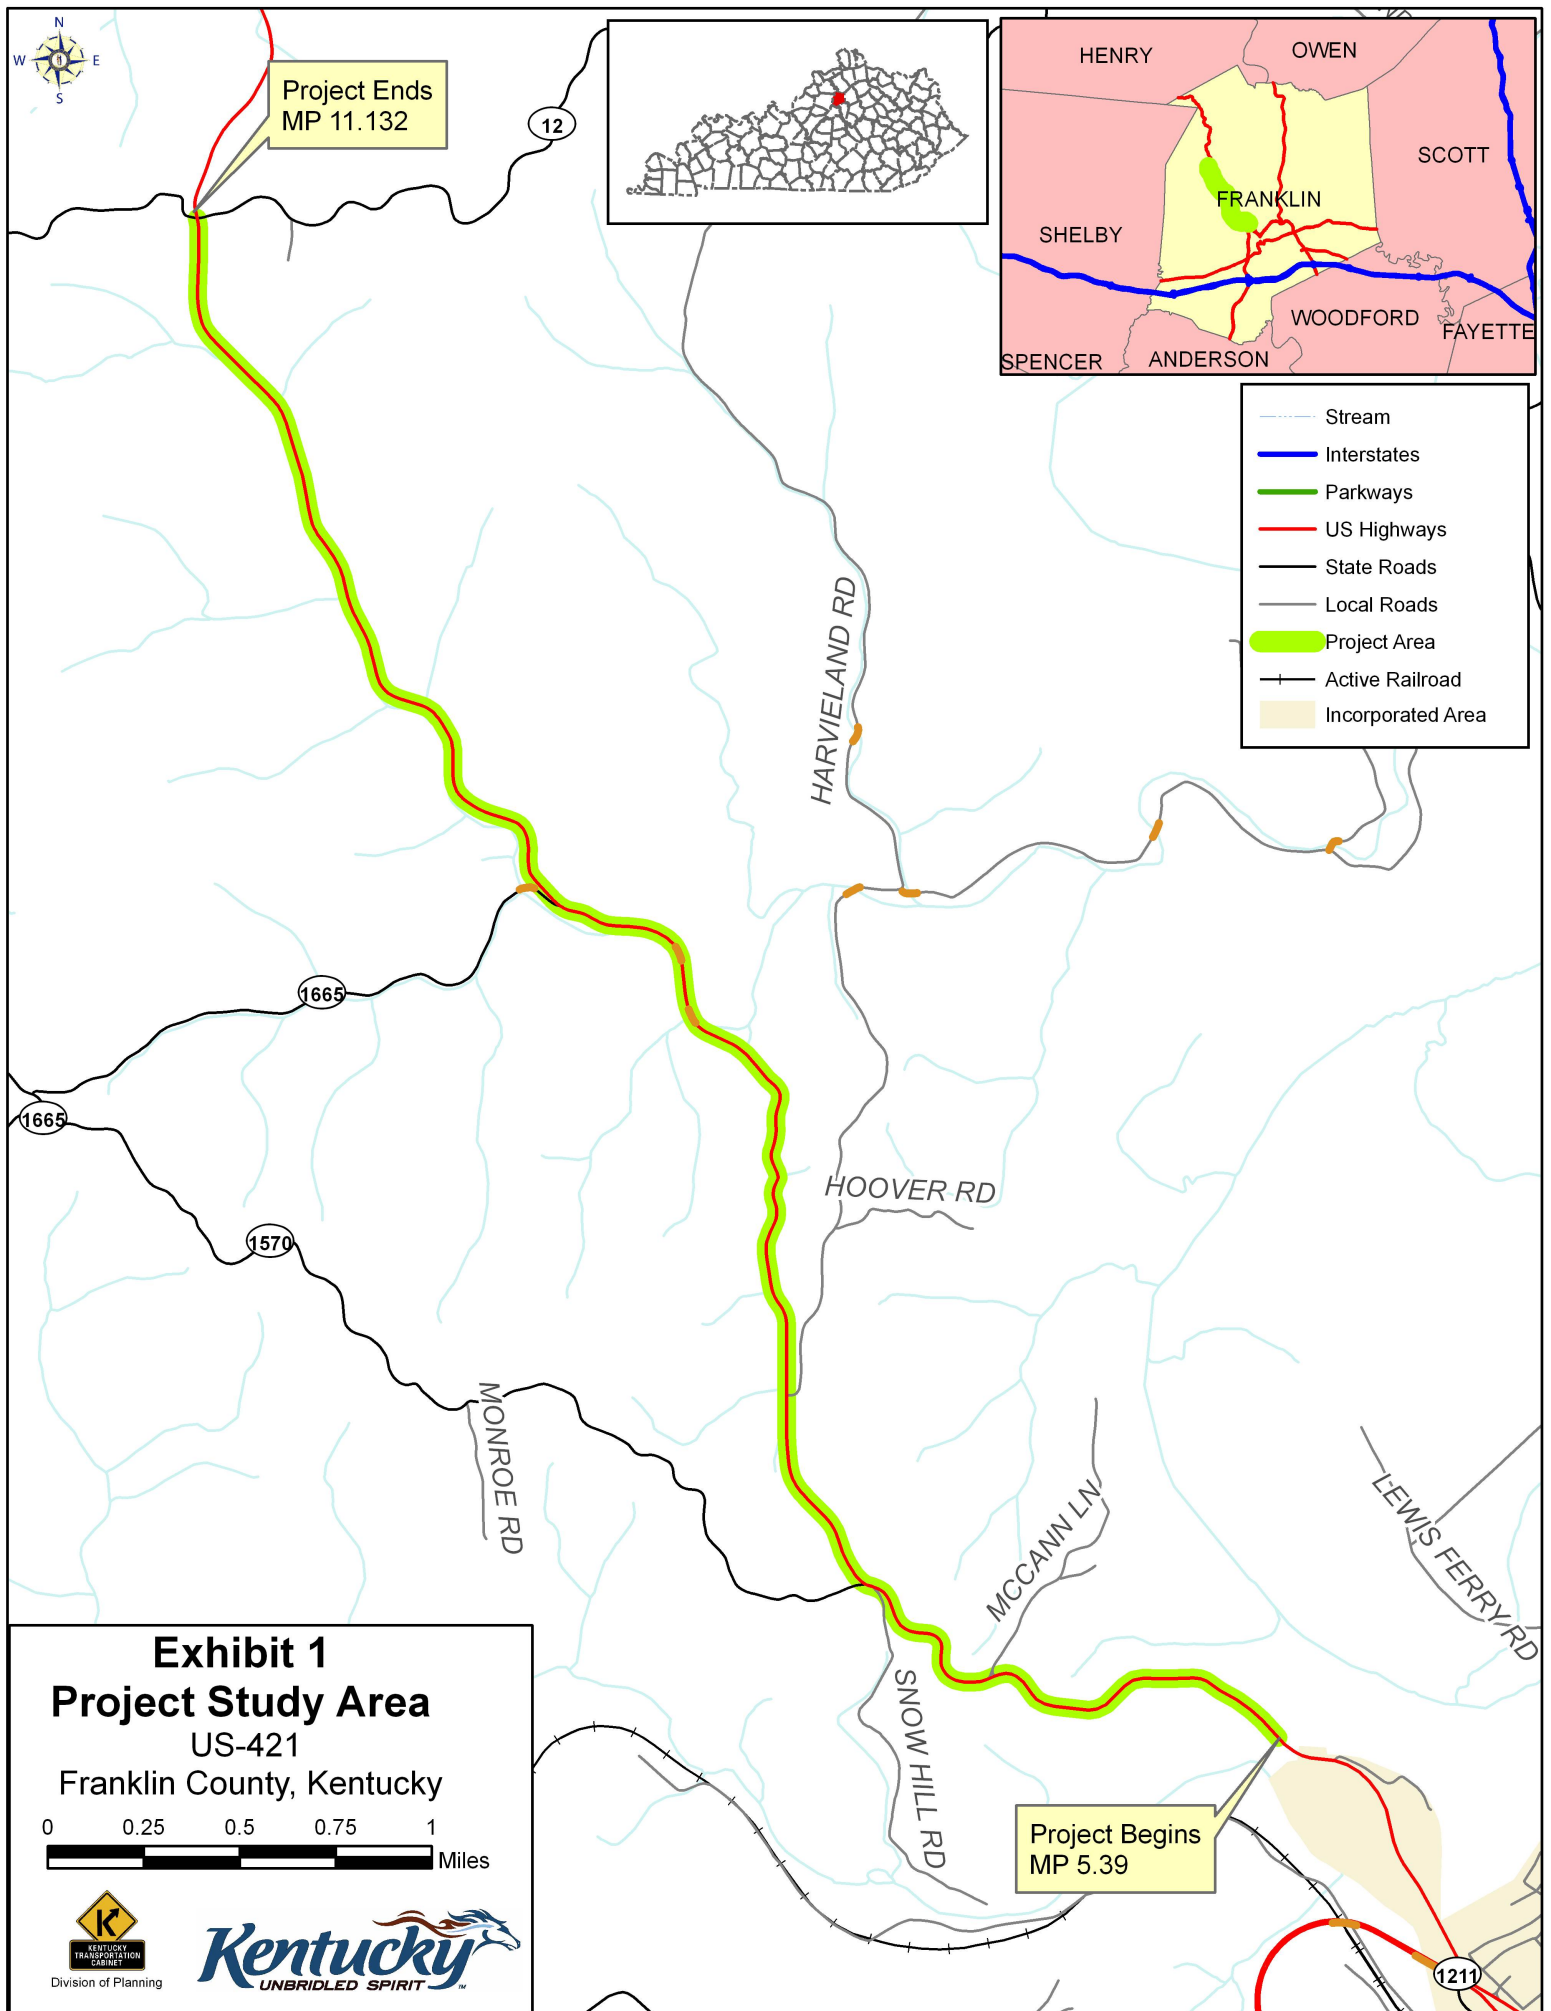 N
W
E
S
Project Ends
MP 11.132
12
HENRY
OWEN
SCOTT
FRANKLIN
SHELBY
WOODFORD
FAYETTE
SPENCER
ANDERSON
Stream
Interstates
Parkways
US Highways
State Roads
Local Roads
Project Area
Active Railroad
Incorporated Area
HARVIELAND RD
1665
1665
HOOVER RD
1570
MONROE RD
MCCANN LN
LEWIS FERRY RD
SNOW HILL RD
Project Begins
MP 5.39
1211
Exhibit 1
Project Study Area
US-421
Franklin County, Kentucky
0 0.25 0.5 0.75 1
Miles
KENTUCKY
TRANSPORTATION
CABINET
Division of Planning
Kentucky
UNBRIDLED SPIRIT
TM